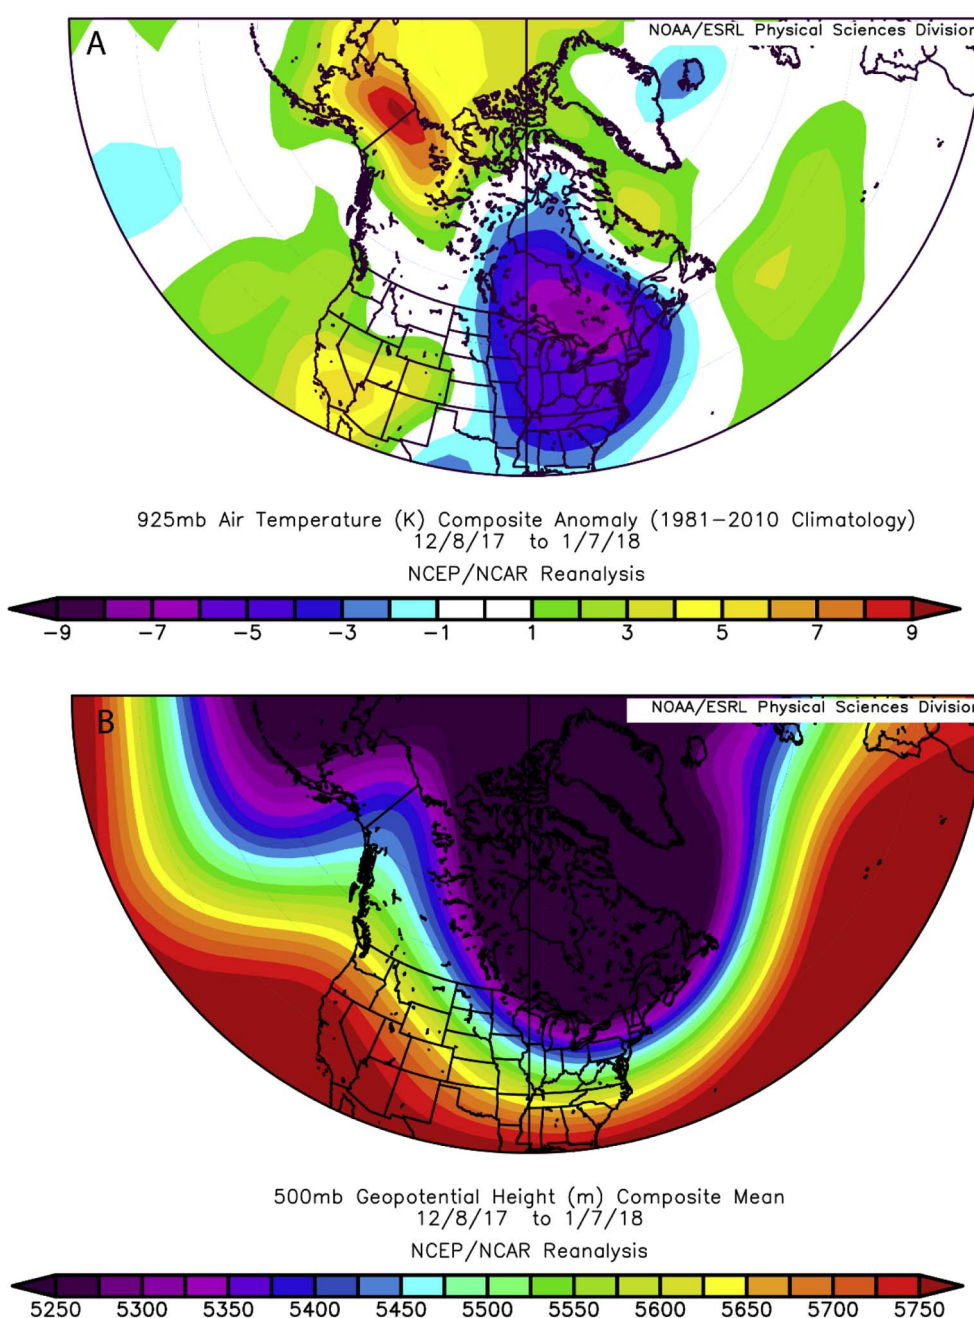 A
NOAA/ESRL Physical Sciences Division
925mb Air Temperature (K) Composite Anomaly (1981-2010 Climatology)
12/8/17 to 1/7/18
NCEP/NCAR Reanalysis
-9 -7 -5 -3 -1 1 3 5 7 9
B
NOAA/ESRL Physical Sciences Division
500mb Geopotential Height (m) Composite Mean
12/8/17 to 1/7/18
NCEP/NCAR Reanalysis
5250 5300 5350 5400 5450 5500 5550 5600 5650 5700 5750